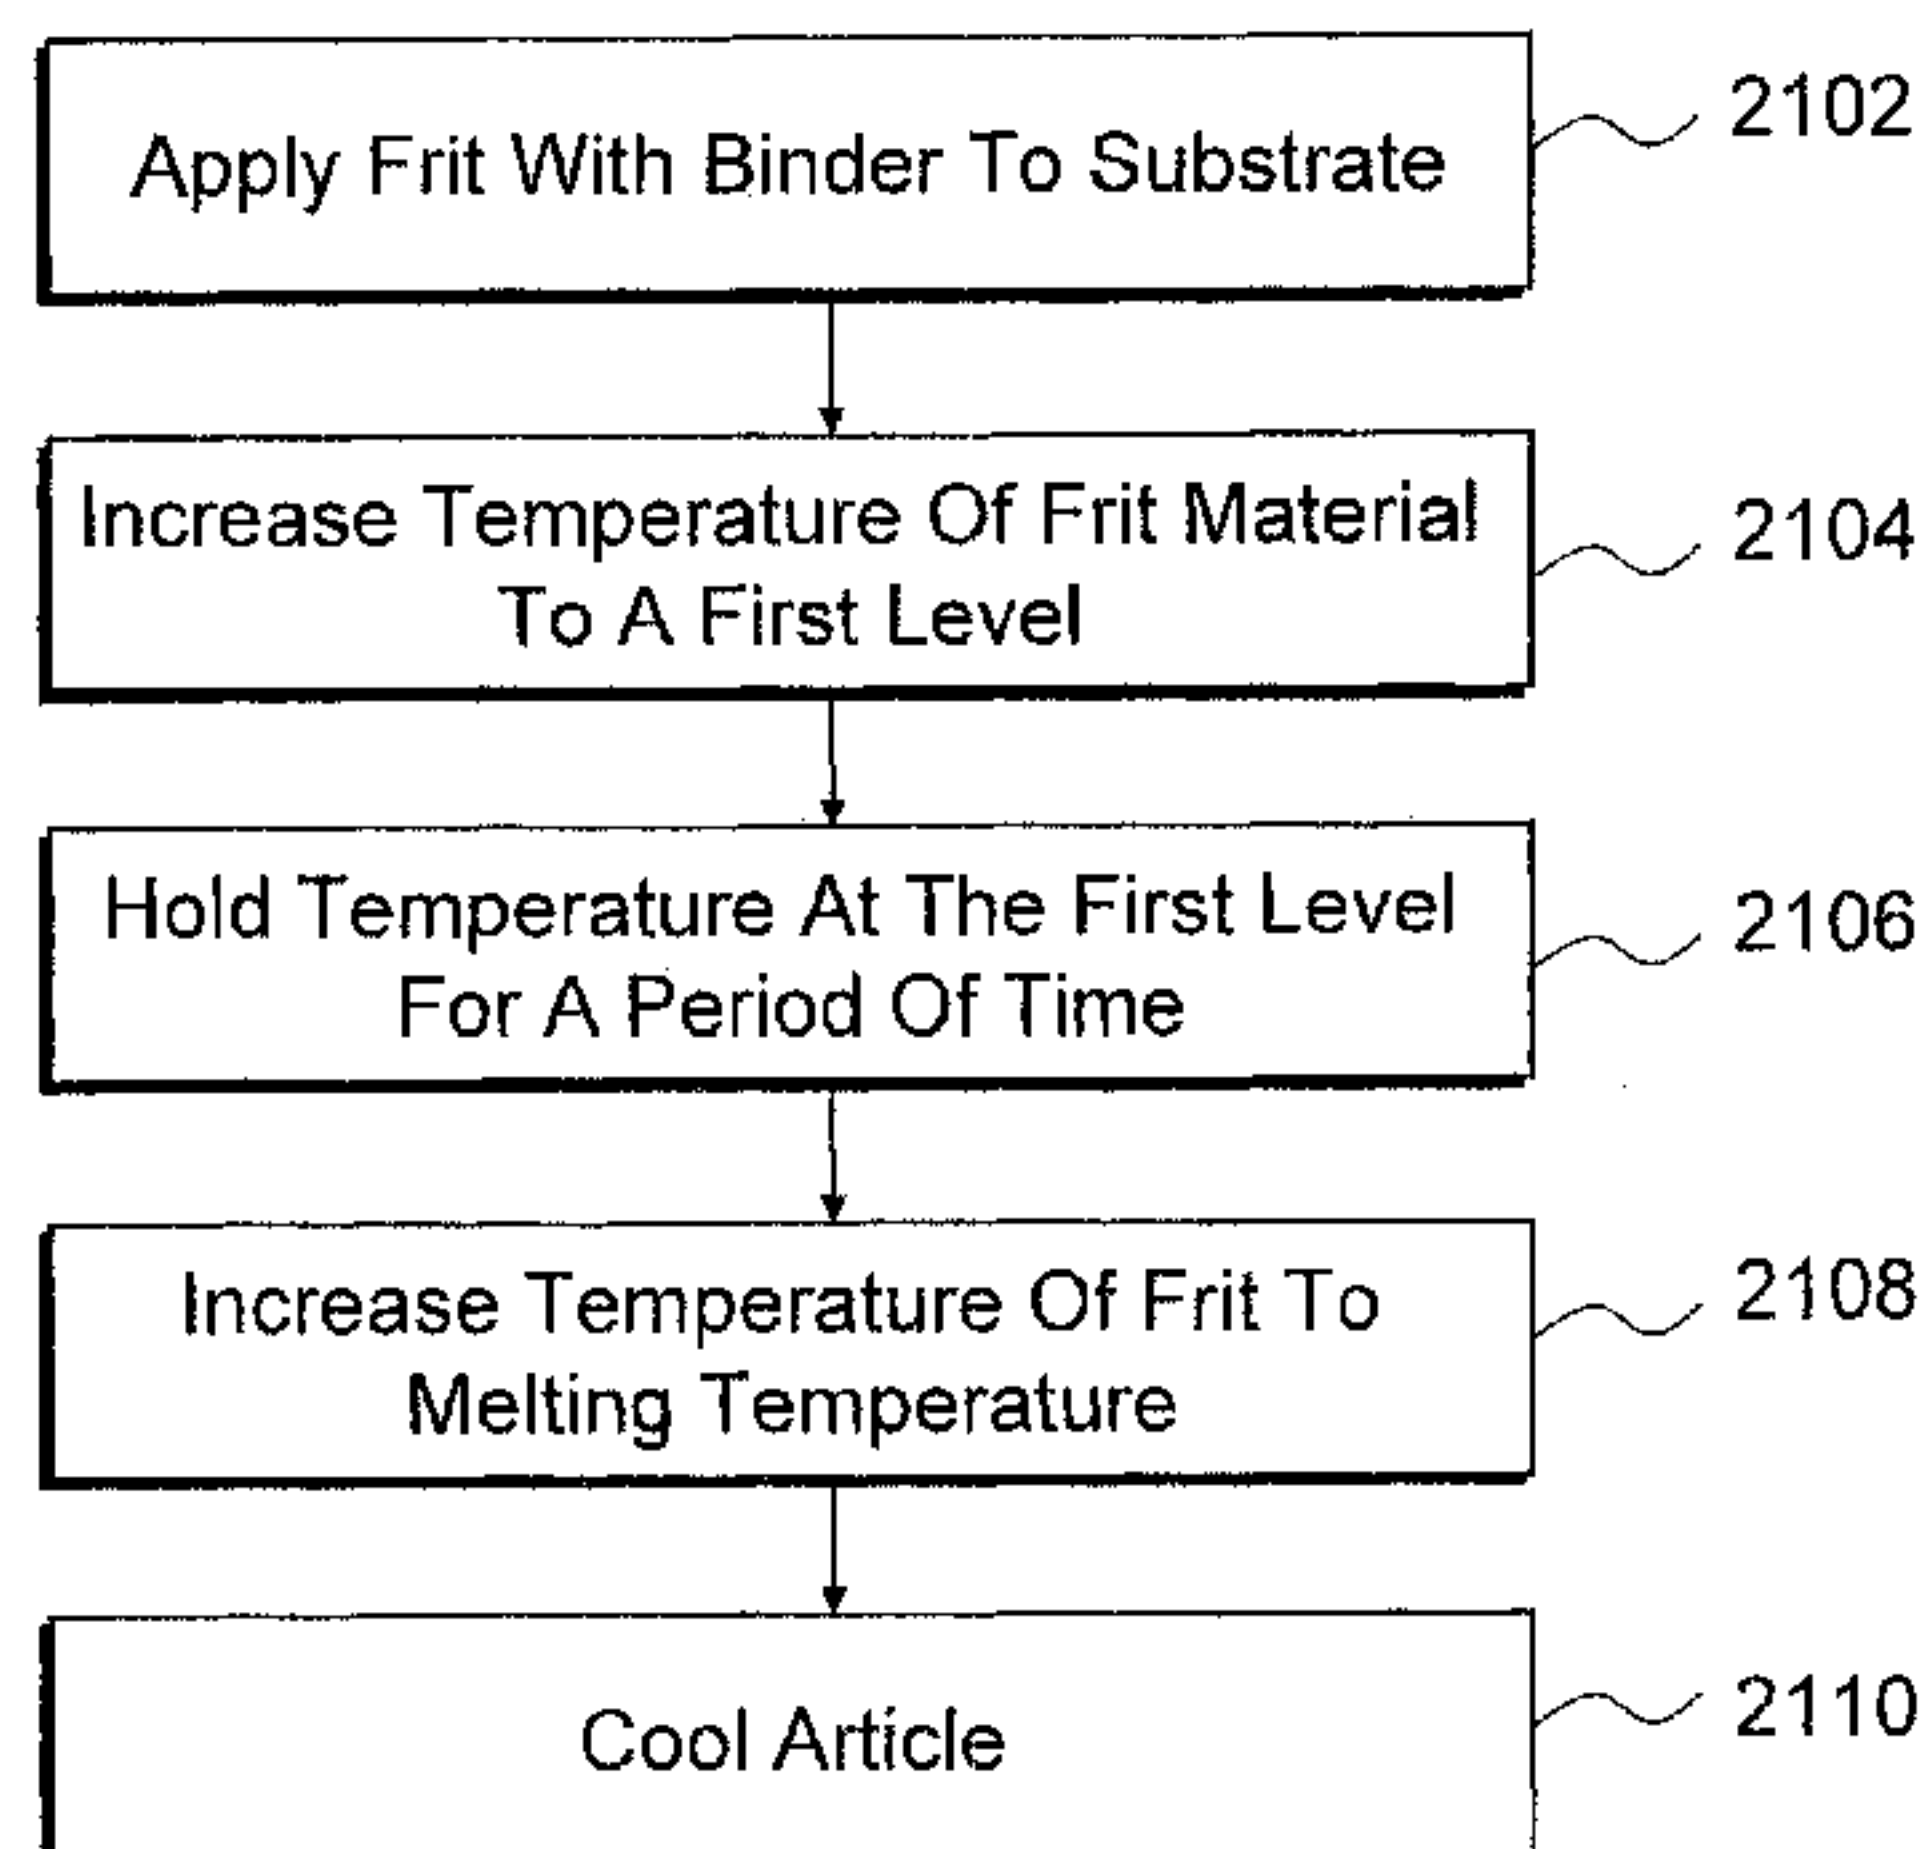 Apply Frit With Binder To Substrate
2102
Increase Temperature Of Frit Material
To A First Level
2104
Hold Temperature At The First Level
For A Period Of Time
2106
Increase Temperature Of Frit To
Melting Temperature
2108
Cool Article
2110